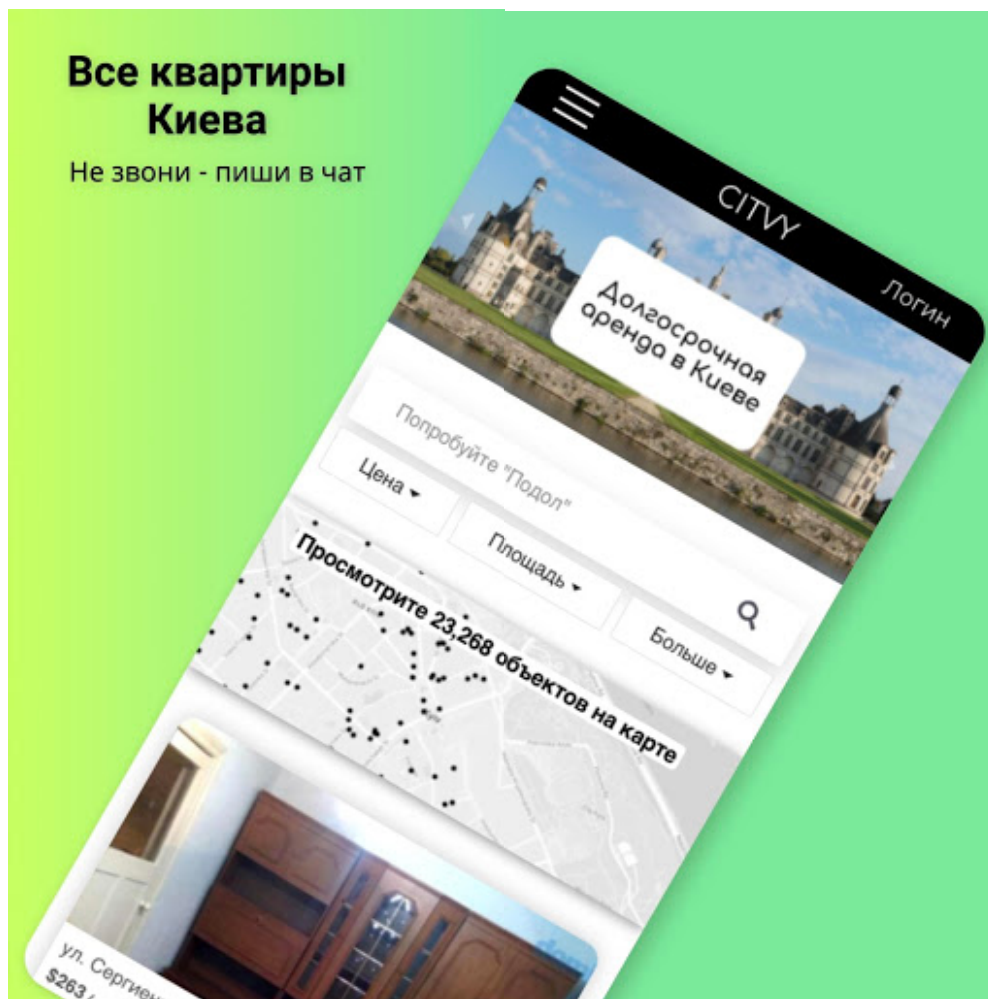 Все квартиры
Киева
Не звони - пиши в чат
CITVY
Логин
Долгосрочная
аренда в Киеве
Попробуйте "Подол"
Цена
Площадь
Больше
Просмотрите 23,268 объектов на карте
ул.
$263